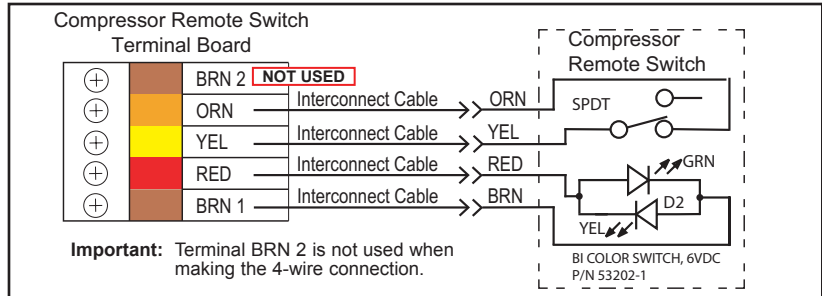 Compressor Remote Switch
Terminal Board
Compressor
Remote Switch
BRN 2 NOT USED
ORN Interconnect Cable ORN SPDT
YEL Interconnect Cable YEL
RED Interconnect Cable RED GRN
BRN 1 Interconnect Cable BRN D2
YEL
BI COLOR SWITCH, 6VDC
P/N 53202-1
Important: Terminal BRN 2 is not used when
making the 4-wire connection.